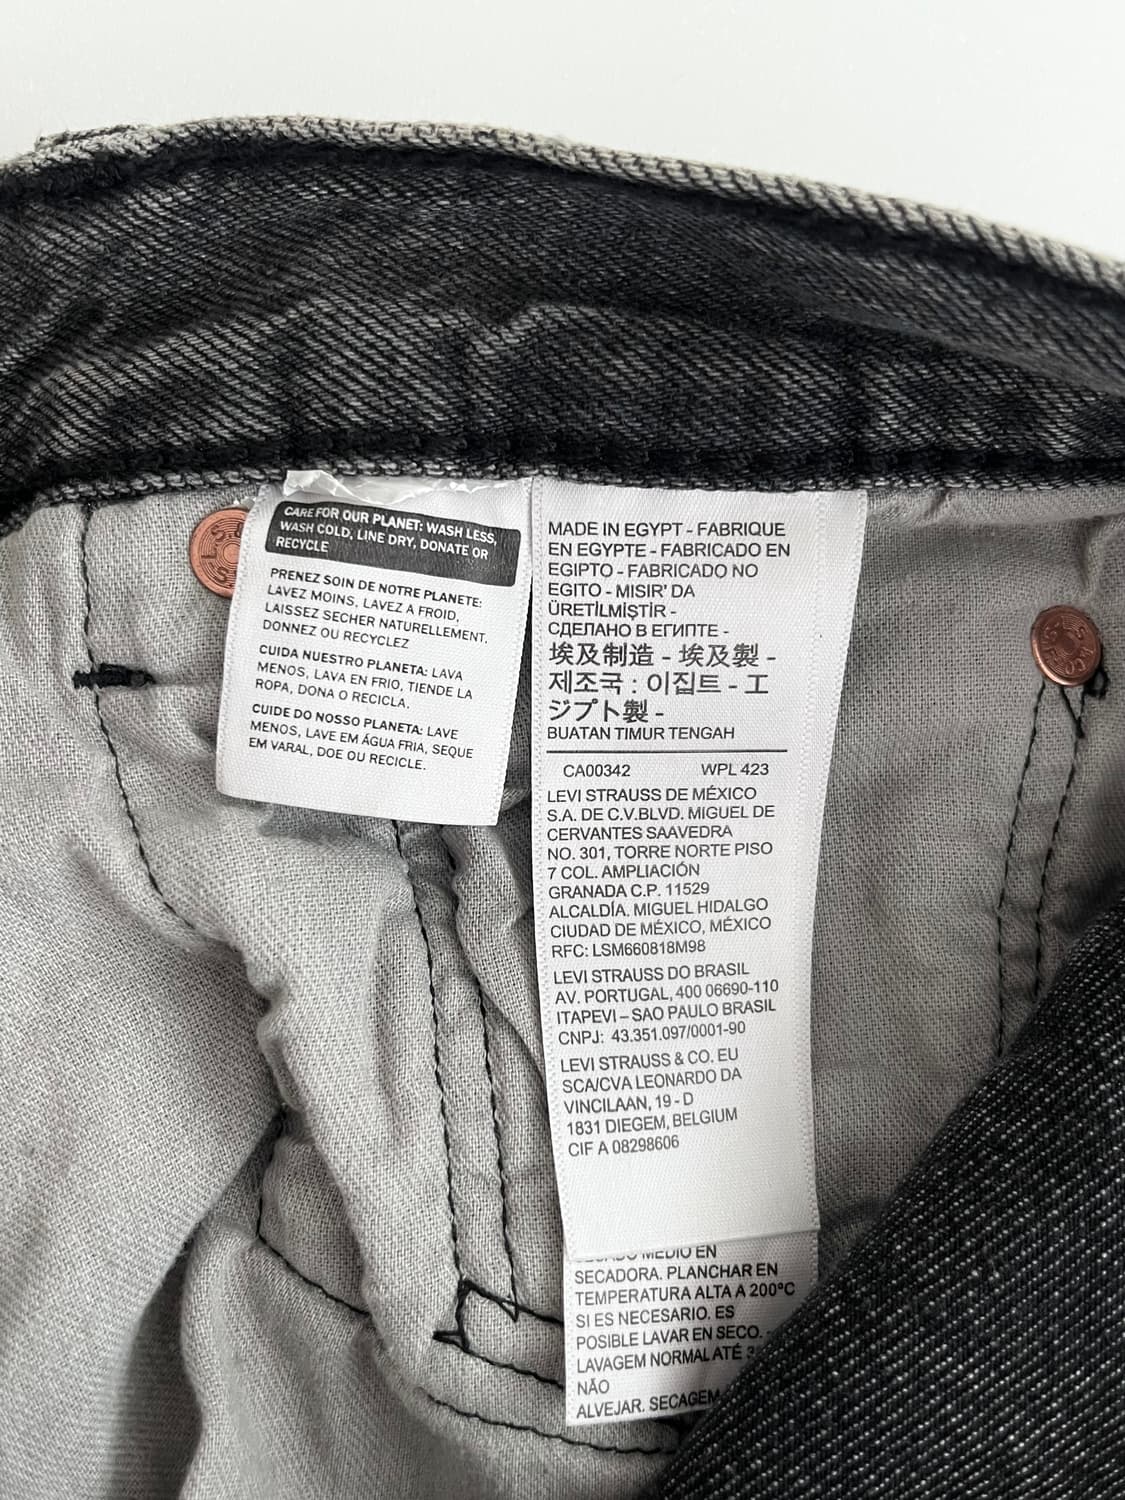 CARE FOR OUR PLANET: WASH LESS,
WASH COLD, LINE DRY, DONATE OR
RECYCLE
PRENEZ SOIN DE NOTRE PLANETE:
LAVEZ MOINS, LAVEZ A FROID,
LAISSEZ SECHER NATURELLEMENT,
DONNEZ OU RECYCLEZ
CUIDA NUESTRO PLANETA: LAVA
MENOS, LAVA EN FRIO, TIENDE LA
ROPA, DONA O RECICLA.
CUIDE DO NOSSO PLANETA: LAVE
MENOS, LAVE EM ÁGUA FRIA, SEQUE
EM VARAL, DOE OU RECICLE.
MADE IN EGYPT - FABRIQUE
EN EGYPTE - FABRICADO EN
EGIPTO - FABRICADO NO
EGITO - MISIR' DA
ÜRETİLMİŞTİR -
СДЕЛАНО В ЕГИПТЕ -
埃及制造 - 埃及製 -
제조국 : 이집트 - エ
ジプト製 -
BUATAN TIMUR TENGAH
CA00342 WPL 423
LEVI STRAUSS DE MÉXICO
S.A. DE C.V.BLVD. MIGUEL DE
CERVANTES SAAVEDRA
NO. 301, TORRE NORTE PISO
7 COL. AMPLIACIÓN
GRANADA C.P. 11529
ALCALDÍA. MIGUEL HIDALGO
CIUDAD DE MÉXICO, MÉXICO
RFC: LSM660818M98
LEVI STRAUSS DO BRASIL
AV. PORTUGAL, 400 06690-110
ITAPEVI – SAO PAULO BRASIL
CNPJ: 43.351.097/0001-90
LEVI STRAUSS & CO. EU
SCA/CVA LEONARDO DA
VINCILAAN, 19 - D
1831 DIEGEM, BELGIUM
CIF A 08298606
MEDIO EN
SECADORA. PLANCHAR EN
TEMPERATURA ALTA A 200ºC
SI ES NECESARIO. ES
POSIBLE LAVAR EN SECO. -
LAVAGEM NORMAL ATÉ
NÃO
ALVEJAR. SECAGEM